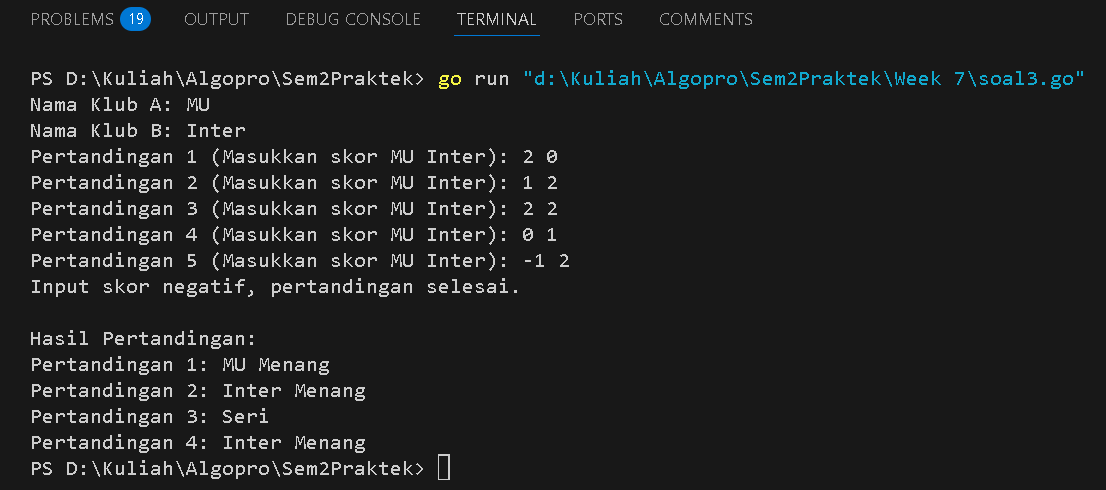 PROBLEMS 19 OUTPUT DEBUG CONSOLE TERMINAL PORTS COMMENTS
PS D:\Kuliah\Algopro\Sem2Praktek> go run "d:\Kuliah\Algopro\Sem2Praktek\Week 7\soal3.go"
Nama Klub A: MU
Nama Klub B: Inter
Pertandingan 1 (Masukkan skor MU Inter): 2 0
Pertandingan 2 (Masukkan skor MU Inter): 1 2
Pertandingan 3 (Masukkan skor MU Inter): 2 2
Pertandingan 4 (Masukkan skor MU Inter): 0 1
Pertandingan 5 (Masukkan skor MU Inter): -1 2
Input skor negatif, pertandingan selesai.
Hasil Pertandingan:
Pertandingan 1: MU Menang
Pertandingan 2: Inter Menang
Pertandingan 3: Seri
Pertandingan 4: Inter Menang
PS D:\Kuliah\Algopro\Sem2Praktek>